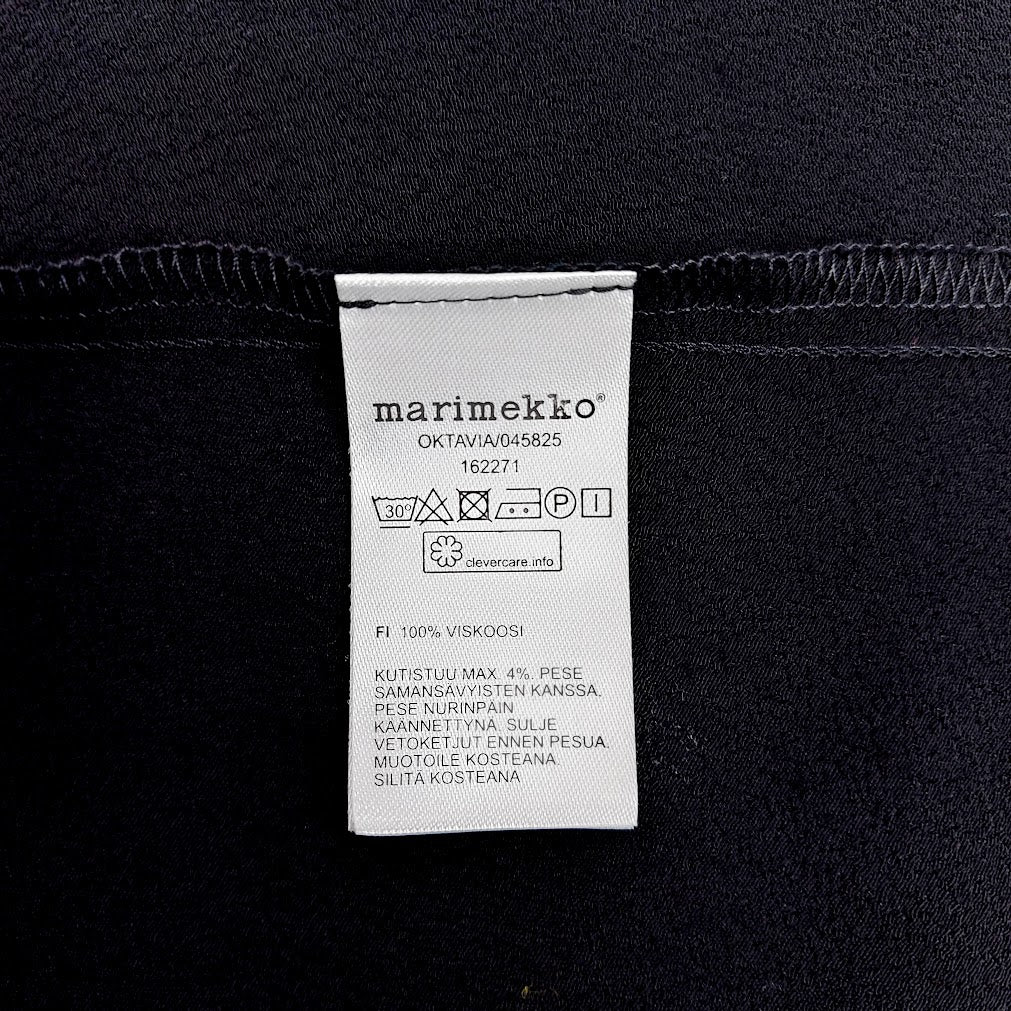 marimekko®
OKTAVIA/045825
162271
30° P
clevercare.info
FI 100% VISKOOSI
KUTISTUU MAX. 4%. PESE
SAMANSÄVYISTEN KANSSA.
PESE NURINPÄIN
KÄÄNNETTYNÄ. SULJE
VETOKETJUT ENNEN PESUA.
MUOTOILE KOSTEANA.
SILITÄ KOSTEANA